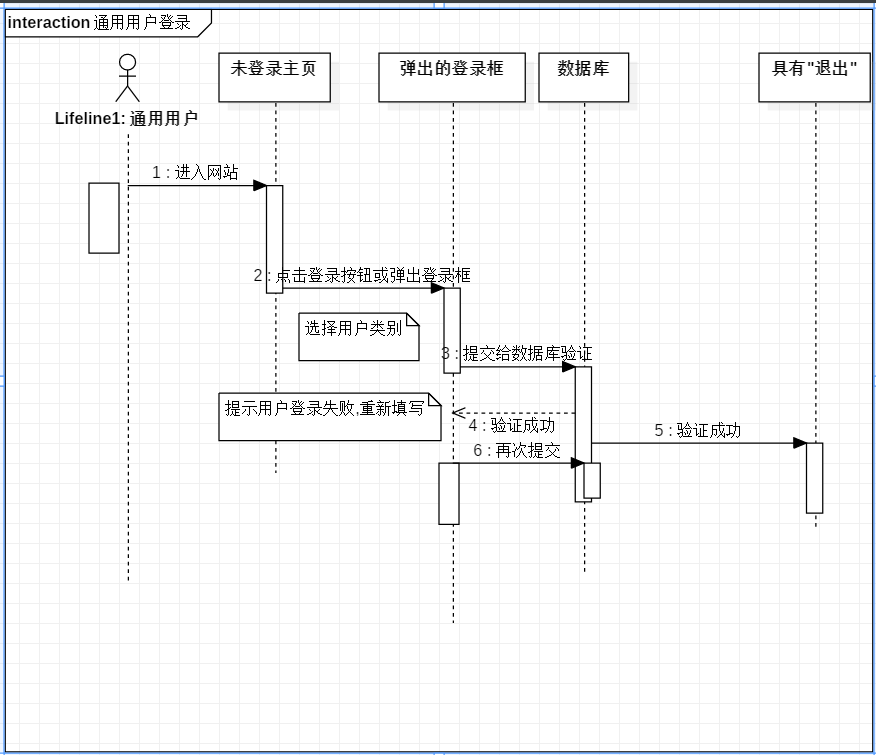 interaction 通用用户登录
未登录主页
弹出的登录框
数据库
具有"退出"
Lifeline1: 通用用户
1 : 进入网站
2 : 点击登录按钮或弹出登录框
选择用户类别
3 : 提交给数据库验证
提示用户登录失败,重新填写
4 : 验证成功
5 : 验证成功
6 : 再次提交